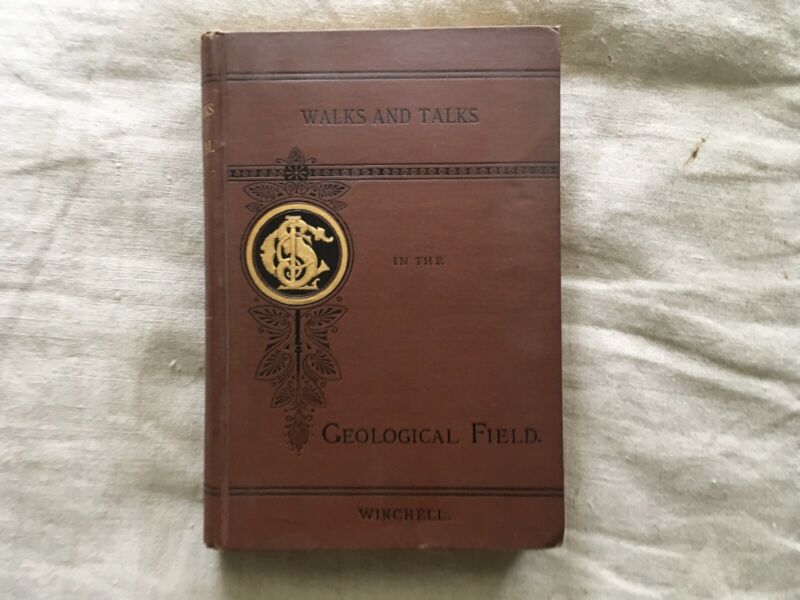 WALKS AND TALKS
IN THE
GEOLOGICAL FIELD.
WINCHELL.